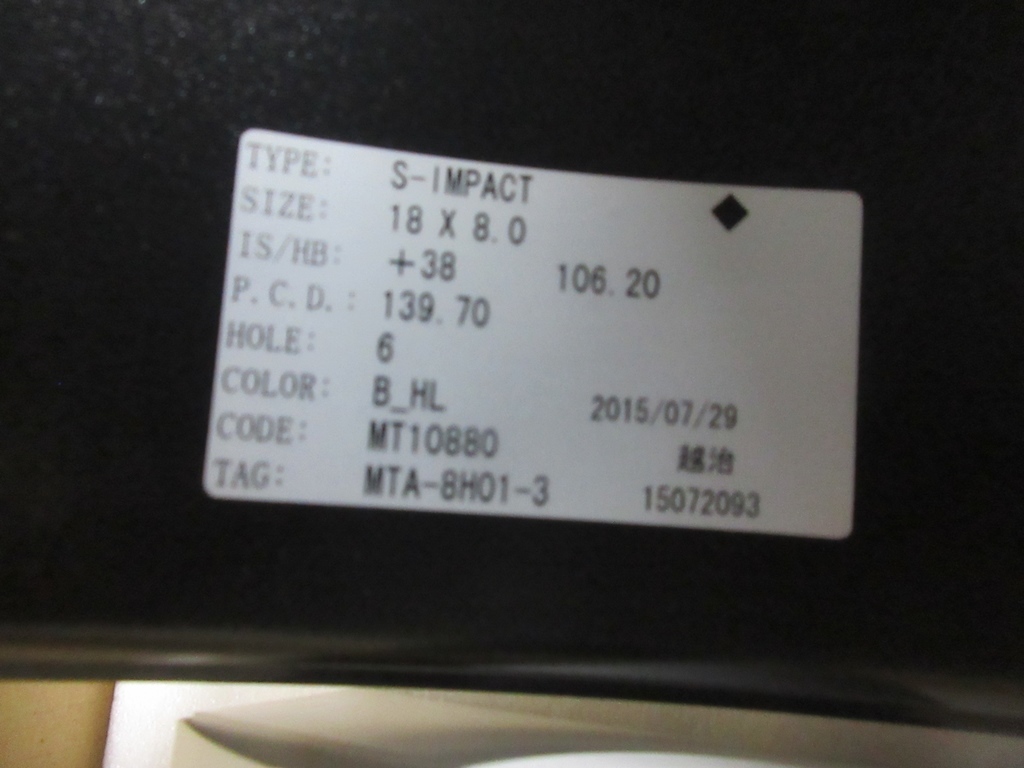 TYPE: S-IMPACT
SIZE: 18 X 8.0
IS/HB: +38 106.20
P.C.D.: 139.70
HOLE: 6
COLOR: B_HL 2015/07/29
CODE: MT10880 越治
TAG: MTA-8H01-3 15072093